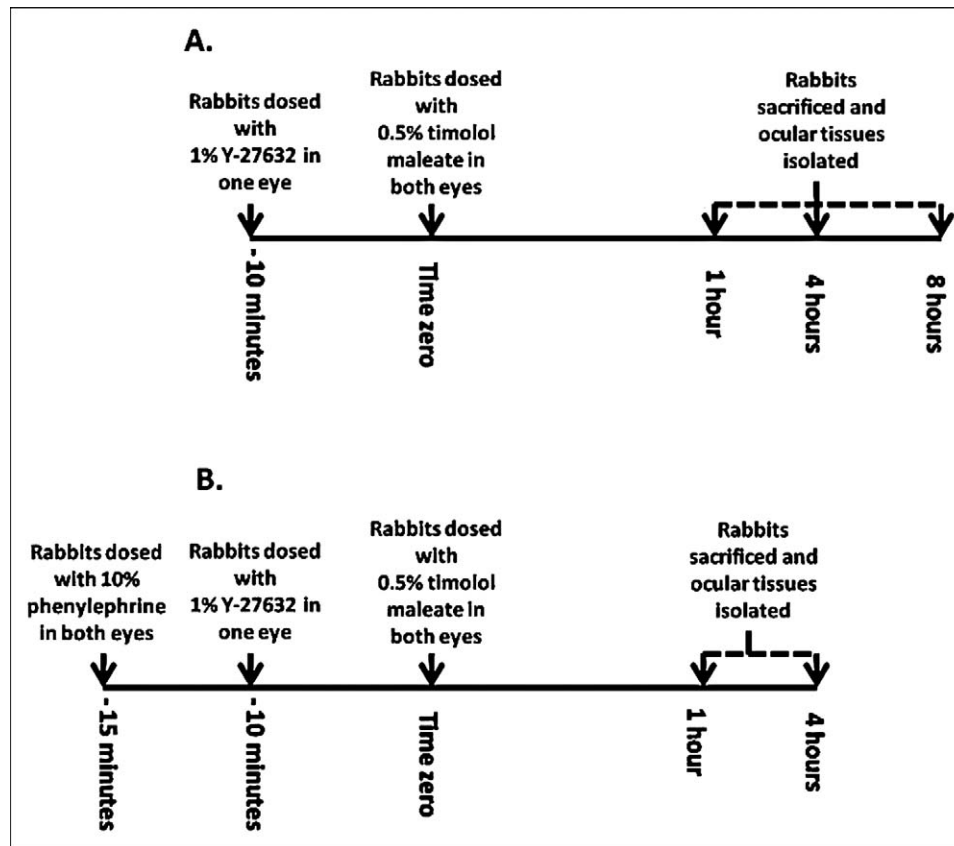 A.
Rabbits dosed
with
1% Y-27632 in
one eye
Rabbits dosed
with
0.5% timolol
maleate in
both eyes
Rabbits
sacrificed and
ocular tissues
isolated
- 10 minutes
Time zero
1 hour
4 hours
8 hours
B.
Rabbits dosed
with 10%
phenylephrine
in both eyes
Rabbits dosed
with
1% Y-27632 in
one eye
Rabbits dosed
with
0.5% timolol
maleate in
both eyes
Rabbits
sacrificed and
ocular tissues
isolated
- 15 minutes
- 10 minutes
Time zero
1 hour
4 hours